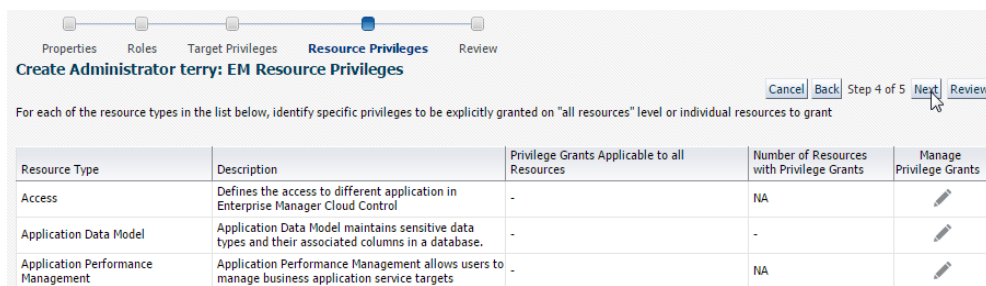 Properties Roles Target Privileges Resource Privileges Review
Create Administrator terry: EM Resource Privileges
Cancel Back Step 4 of 5 Next Review
For each of the resource types in the list below, identify specific privileges to be explicitly granted on "all resources" level or individual resources to grant
Resource Type
Description
Privilege Grants Applicable to all
Resources
Number of Resources
with Privilege Grants
Manage
Privilege Grants
Access
Defines the access to different application in
Enterprise Manager Cloud Control
-
NA
Application Data Model
Application Data Model maintains sensitive data
types and their associated columns in a database.
-
-
Application Performance
Management
Application Performance Management allows users to
manage business application service targets
-
NA